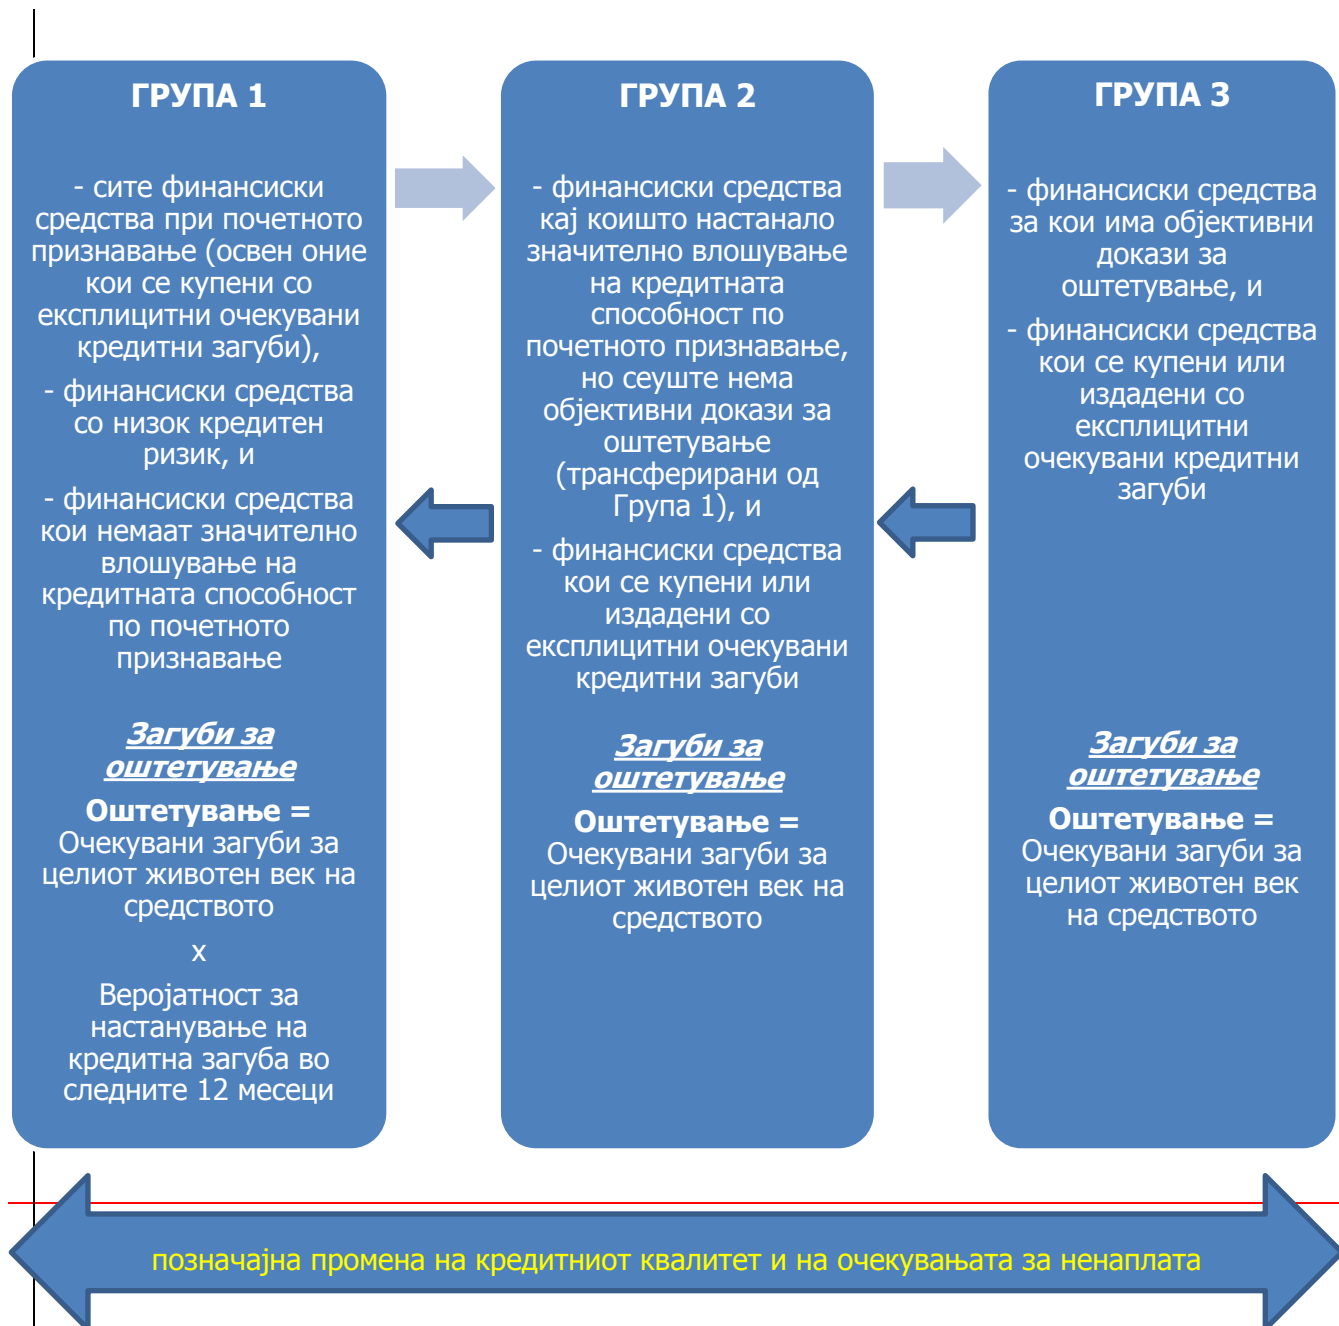 ГРУПА 1
- сите финансиски
средства при почетното
признавање (освен оние
кои се купени со
експлицитни очекувани
кредитни загуби),
- финансиски средства
со низок кредитен
ризик, и
- финансиски средства
кои немаат значително
влошување на
кредитната способност
по почетното
признавање
Загуби за
оштетување
Оштетување =
Очекувани загуби за
целиот животен век на
средството
x
Веројатност за
настанување на
кредитна загуба во
следните 12 месеци
ГРУПА 2
- финансиски средства
кај коишто настанало
значително влошување
на кредитната
способност по
почетното признавање,
но сеуште нема
објективни докази за
оштетување
(трансферирани од
Група 1), и
- финансиски средства
кои се купени или
издадени со
експлицитни очекувани
кредитни загуби
Загуби за
оштетување
Оштетување =
Очекувани загуби за
целиот животен век на
средството
ГРУПА 3
- финансиски средства
за кои има објективни
докази за
оштетување, и
- финансиски средства
кои се купени или
издадени со
експлицитни
очекувани кредитни
загуби
Загуби за
оштетување
Оштетување =
Очекувани загуби за
целиот животен век
на средството
позначајна промена на кредитниот квалитет и на очекувањата за ненаплата